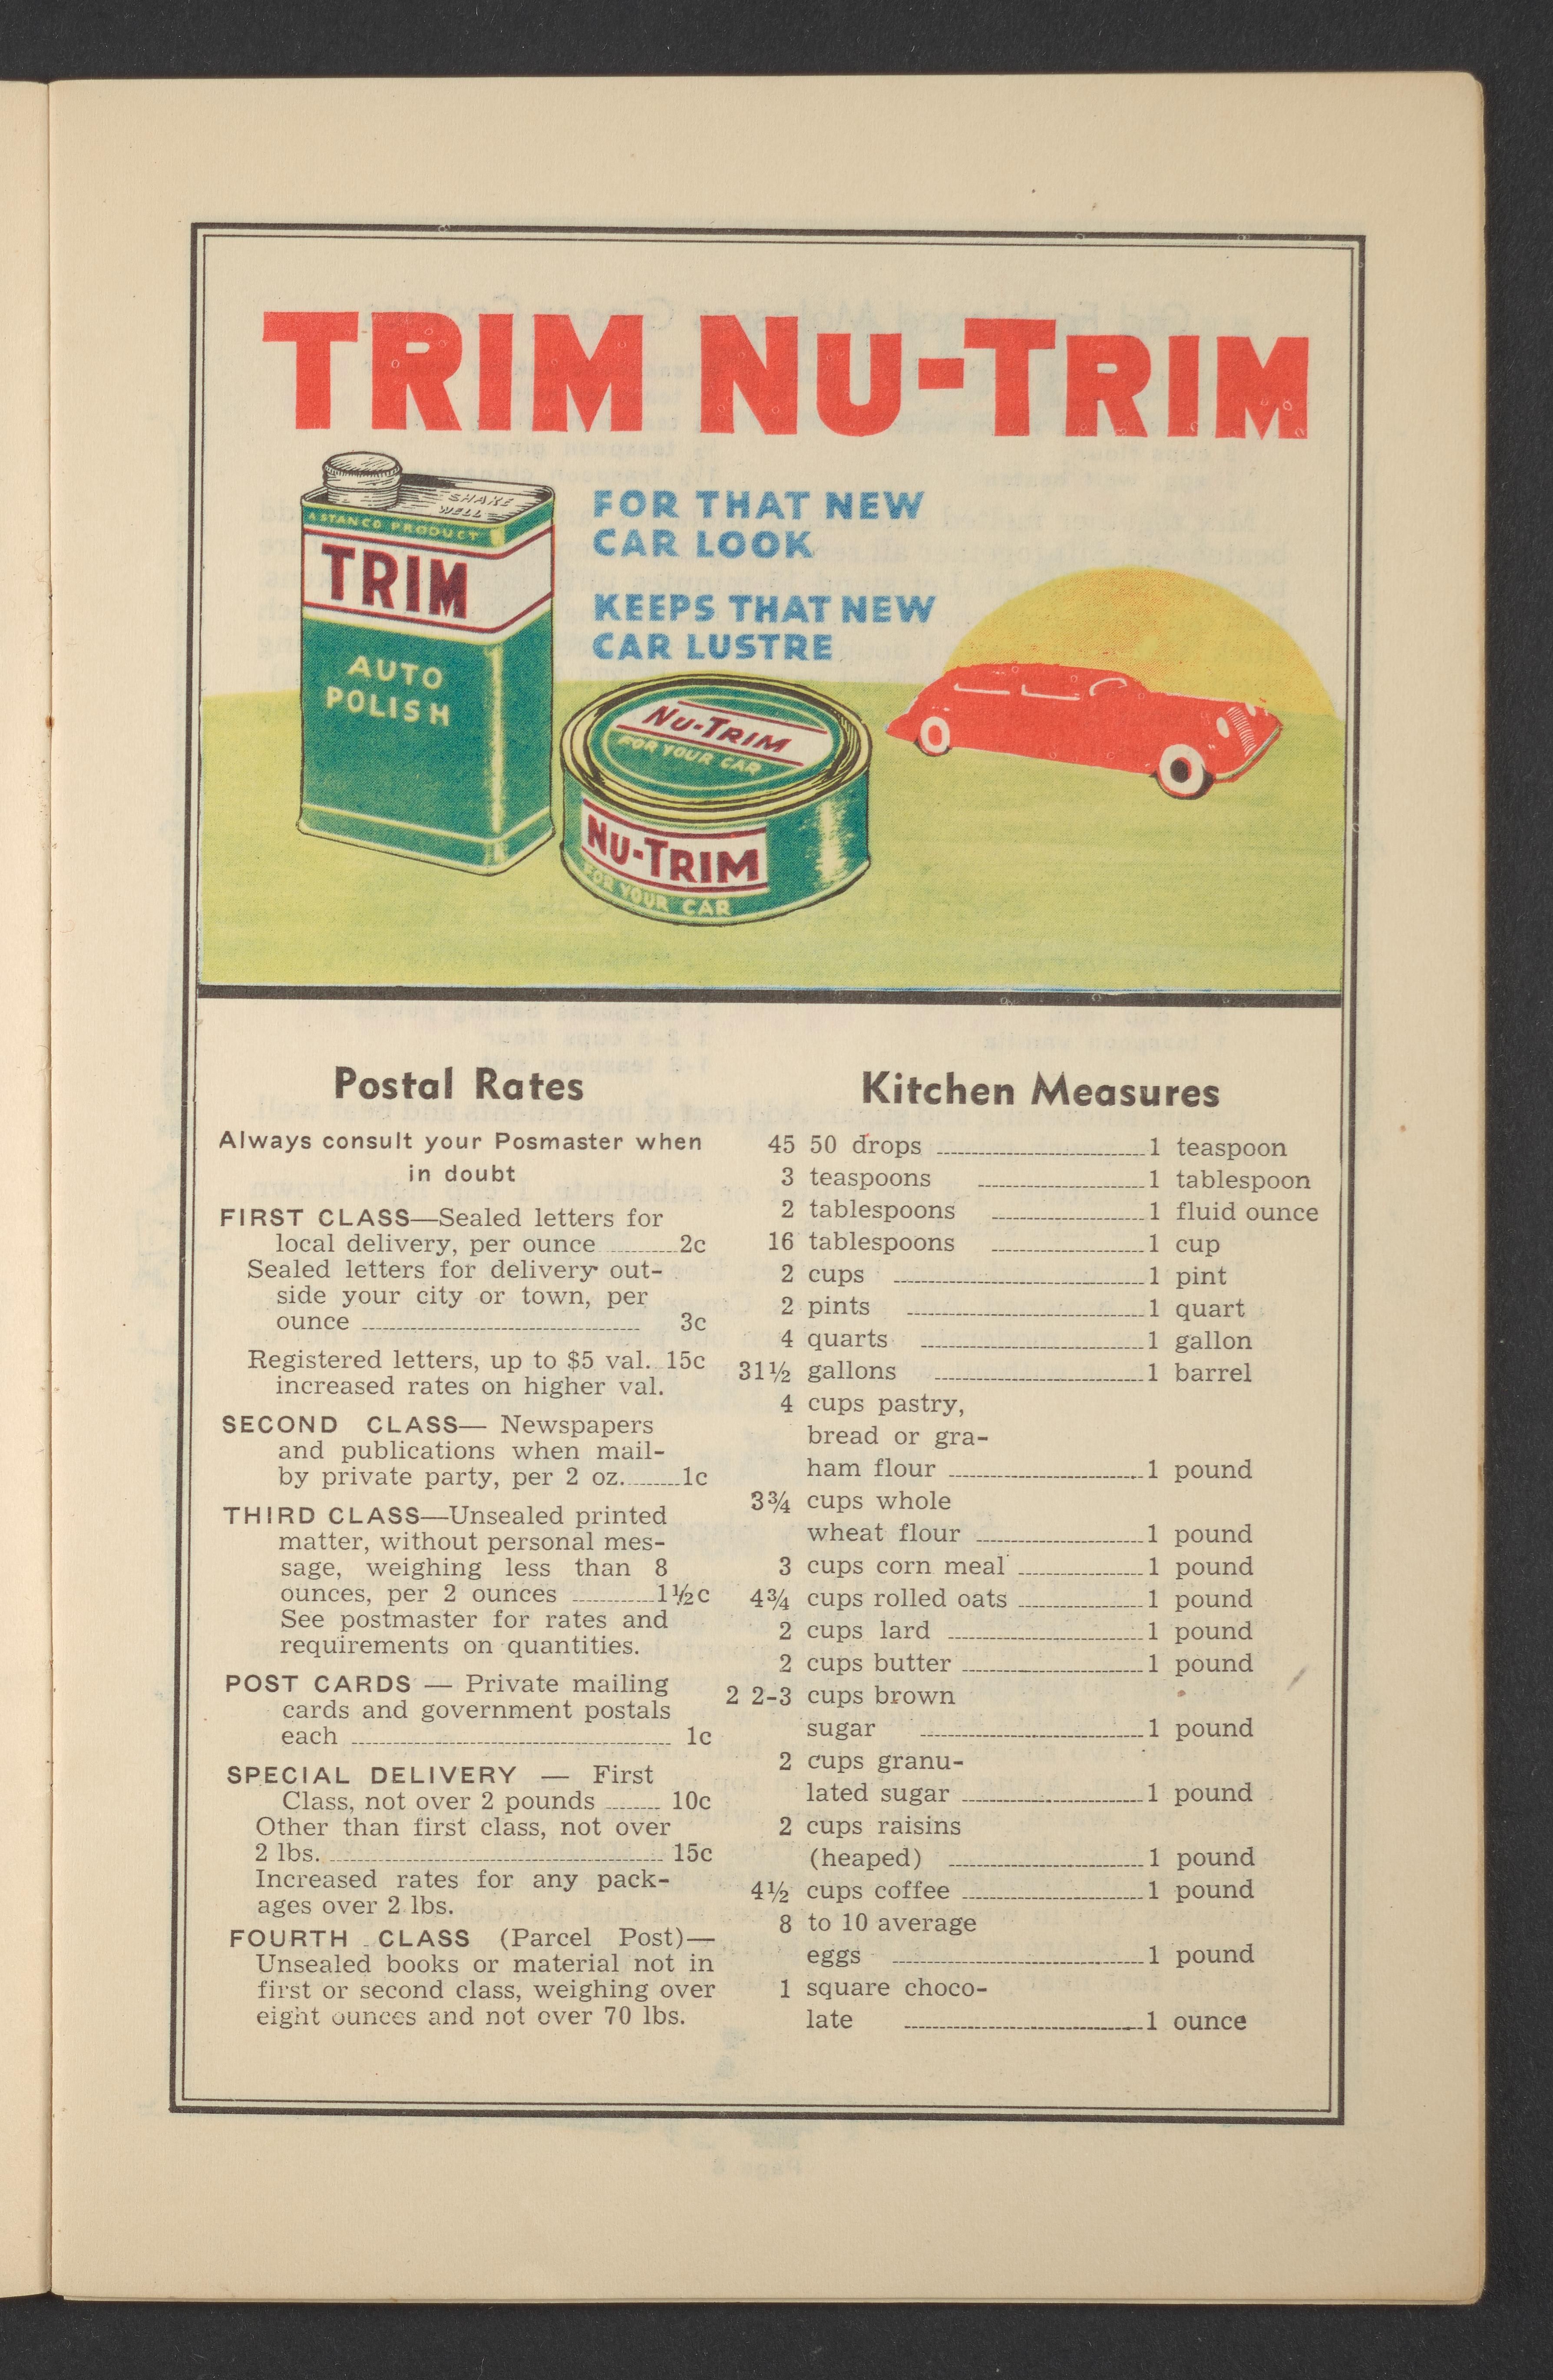 TRIM NU-TRIM
SHAKE
WELL
A STANCO PRODUCT
TRIM
AUTO
POLISH
FOR THAT NEW
CAR LOOK
KEEPS THAT NEW
CAR LUSTRE
NU-TRIM
FOR YOUR CAR
NU-TRIM
FOR YOUR CAR
Postal Rates
Always consult your Posmaster when
in doubt
FIRST CLASS—Sealed letters for
local delivery, per ounce 2c
Sealed letters for delivery out-
side your city or town, per
ounce 3c
Registered letters, up to $5 val. 15c
increased rates on higher val.
SECOND CLASS— Newspapers
and publications when mail-
by private party, per 2 oz. 1c
THIRD CLASS—Unsealed printed
matter, without personal mes-
sage, weighing less than 8
ounces, per 2 ounces 1½c
See postmaster for rates and
requirements on quantities.
POST CARDS — Private mailing
cards and government postals
each 1c
SPECIAL DELIVERY — First
Class, not over 2 pounds 10c
Other than first class, not over
2 lbs. 15c
Increased rates for any pack-
ages over 2 lbs.
FOURTH CLASS (Parcel Post)—
Unsealed books or material not in
first or second class, weighing over
eight ounces and not over 70 lbs.
Kitchen Measures
45 50 drops 1 teaspoon
3 teaspoons 1 tablespoon
2 tablespoons 1 fluid ounce
16 tablespoons 1 cup
2 cups 1 pint
2 pints 1 quart
4 quarts 1 gallon
31½ gallons 1 barrel
4 cups pastry,
bread or gra-
ham flour 1 pound
3¾ cups whole
wheat flour 1 pound
3 cups corn meal 1 pound
4¾ cups rolled oats 1 pound
2 cups lard 1 pound
2 cups butter 1 pound
2 2-3 cups brown
sugar 1 pound
2 cups granu-
lated sugar 1 pound
2 cups raisins
(heaped) 1 pound
4½ cups coffee 1 pound
8 to 10 average
eggs 1 pound
1 square choco-
late 1 ounce